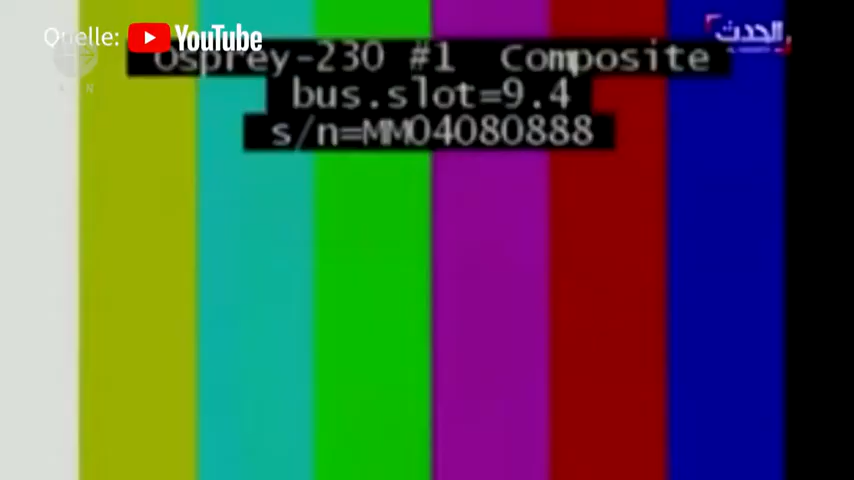 Quelle: YouTube
الحدث
Osprey-230 #1 Composite
bus.slot=9.4
s/n=MM04080888